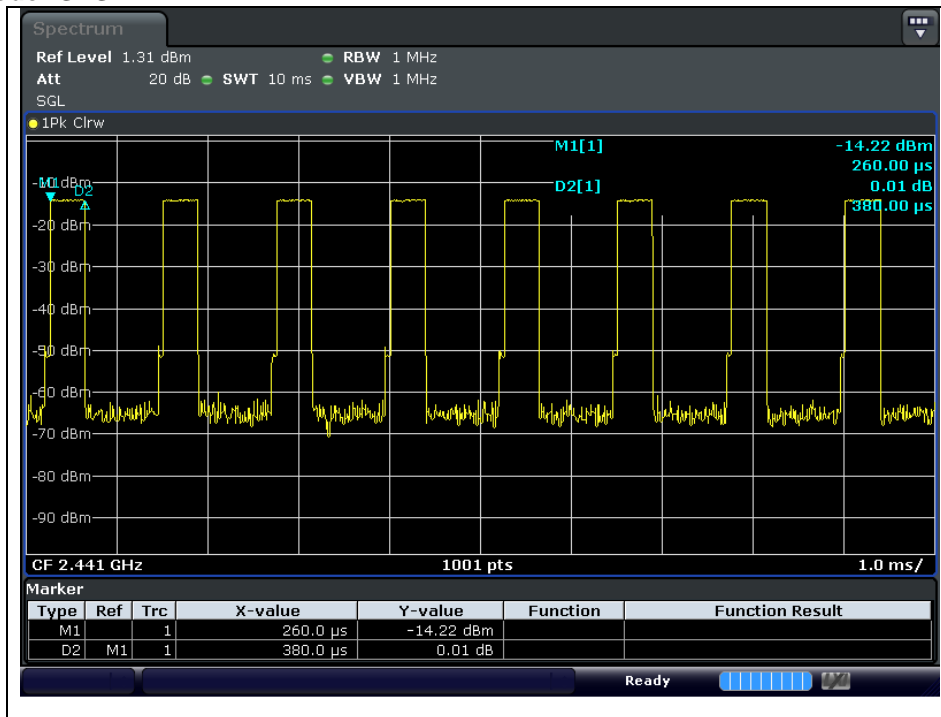 Spectrum
Ref Level 1.31 dBm RBW 1 MHz
Att 20 dB SWT 10 ms VBW 1 MHz
SGL
1Pk Clrw
M1[1] -14.22 dBm
260.00 µs
D2[1] 0.01 dB
380.00 µs
M1
D2
-10 dBm
-20 dBm
-30 dBm
-40 dBm
-50 dBm
-60 dBm
-70 dBm
-80 dBm
-90 dBm
CF 2.441 GHz 1001 pts 1.0 ms/
Marker
Type Ref Trc X-value Y-value Function Function Result
M1 1 260.0 µs -14.22 dBm
D2 M1 1 380.0 µs 0.01 dB
Ready